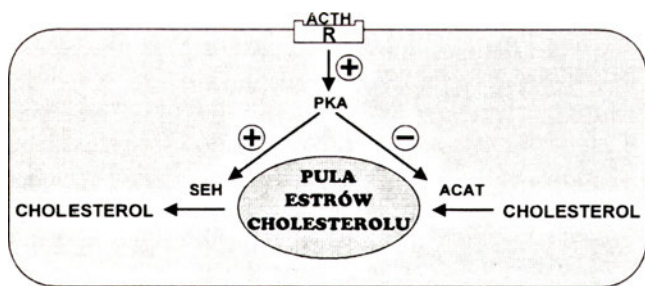 ACTH
R
+
PKA
+
−
SEH
PULA
ESTRÓW
CHOLESTEROLU
ACAT
CHOLESTEROL
CHOLESTEROL